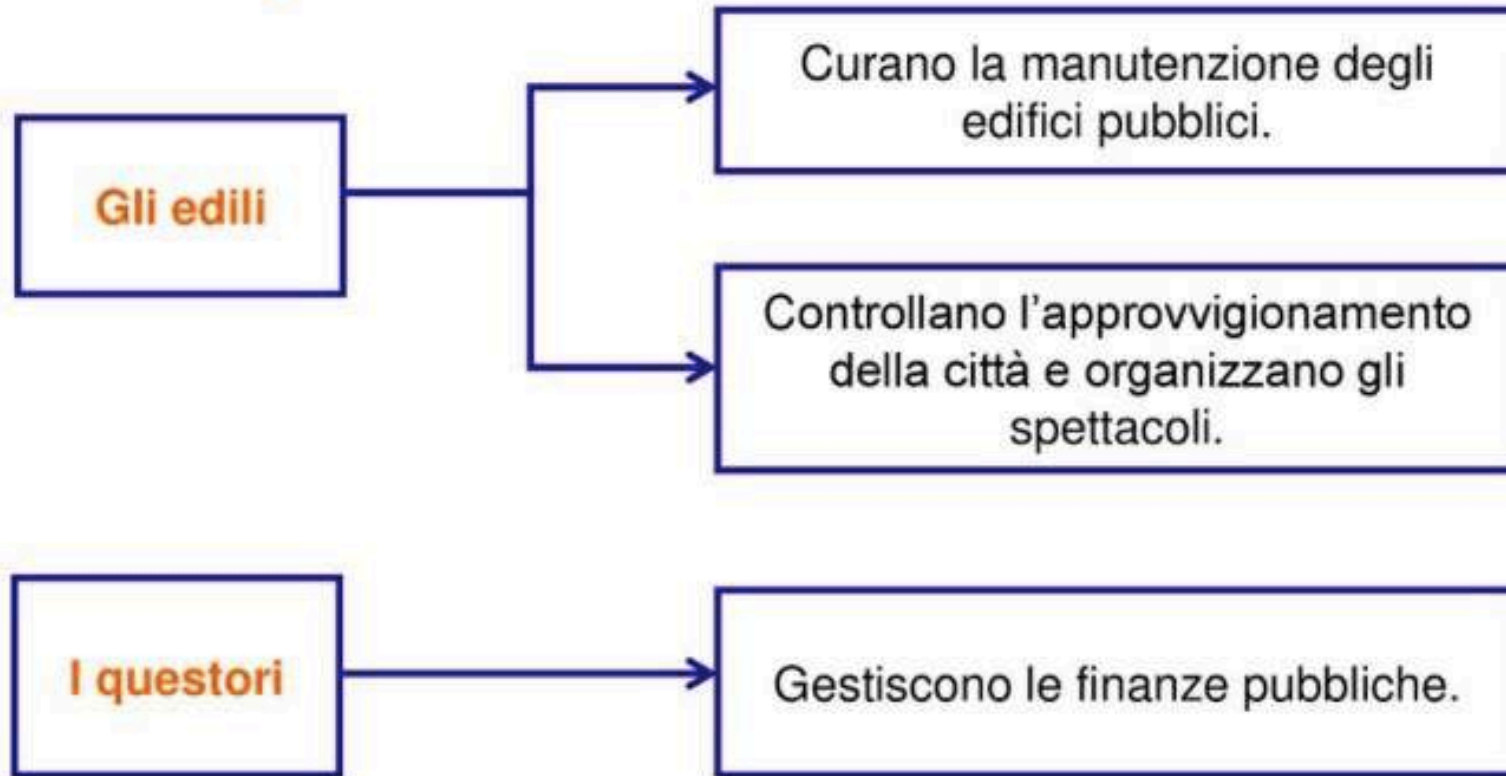 Gli edili
Curano la manutenzione degli
edifici pubblici.
Controllano l'approvvigionamento
della città e organizzano gli
spettacoli.
I questori
Gestiscono le finanze pubbliche.